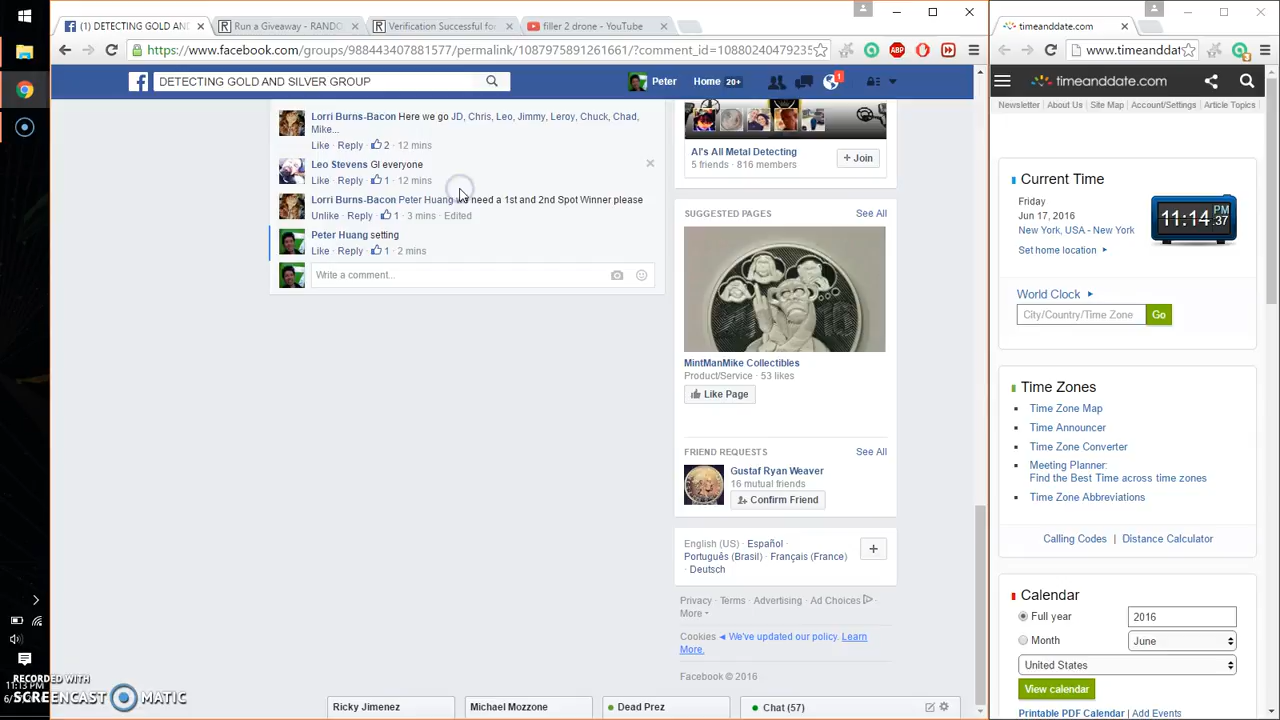 (1) DETECTING GOLD AN
Run a Giveaway - RANDO
Verification Successful fo
filler 2 drone - YouTube
timeanddate.com
https://www.facebook.com/groups/988443407881577/permalink/1087975891261661/?comment_id=10880240479235
www.timeanddat
DETECTING GOLD AND SILVER GROUP
Peter
Home 20+
1
timeanddate.com
Newsletter
About Us
Site Map
Account/Settings
Article Topics
Lorri Burns-Bacon Here we go JD, Chris, Leo, Jimmy, Leroy, Chuck, Chad,
Mike...
Like · Reply · 2 · 12 mins
Leo Stevens Gl everyone
Like · Reply · 1 · 12 mins
Lorri Burns-Bacon Peter Huang we need a 1st and 2nd Spot Winner please
Unlike · Reply · 1 · 3 mins · Edited
Peter Huang setting
Like · Reply · 1 · 2 mins
Write a comment...
Al's All Metal Detecting
5 friends · 816 members
+ Join
SUGGESTED PAGES
See All
MintManMike Collectibles
Product/Service · 53 likes
Like Page
FRIEND REQUESTS
See All
Gustaf Ryan Weaver
16 mutual friends
Confirm Friend
English (US) · Español ·
Português (Brasil) · Français (France)
· Deutsch
+
Privacy · Terms · Advertising · Ad Choices ·
More
Cookies ◄ We've updated our policy. Learn
More.
Facebook © 2016
Ricky Jimenez
Michael Mozzone
Dead Prez
Chat (57)
Current Time
Friday
Jun 17, 2016
New York, USA - New York
Set home location
11:14 PM 37
World Clock
City/Country/Time Zone
Go
Time Zones
Time Zone Map
Time Announcer
Time Zone Converter
Meeting Planner:
Find the Best Time across time zones
Time Zone Abbreviations
Calling Codes | Distance Calculator
Calendar
Full year
2016
Month
June
United States
View calendar
Printable PDF Calendar | Add Events
RECORDED WITH
11:13 PM
SCREENCAST MATIC